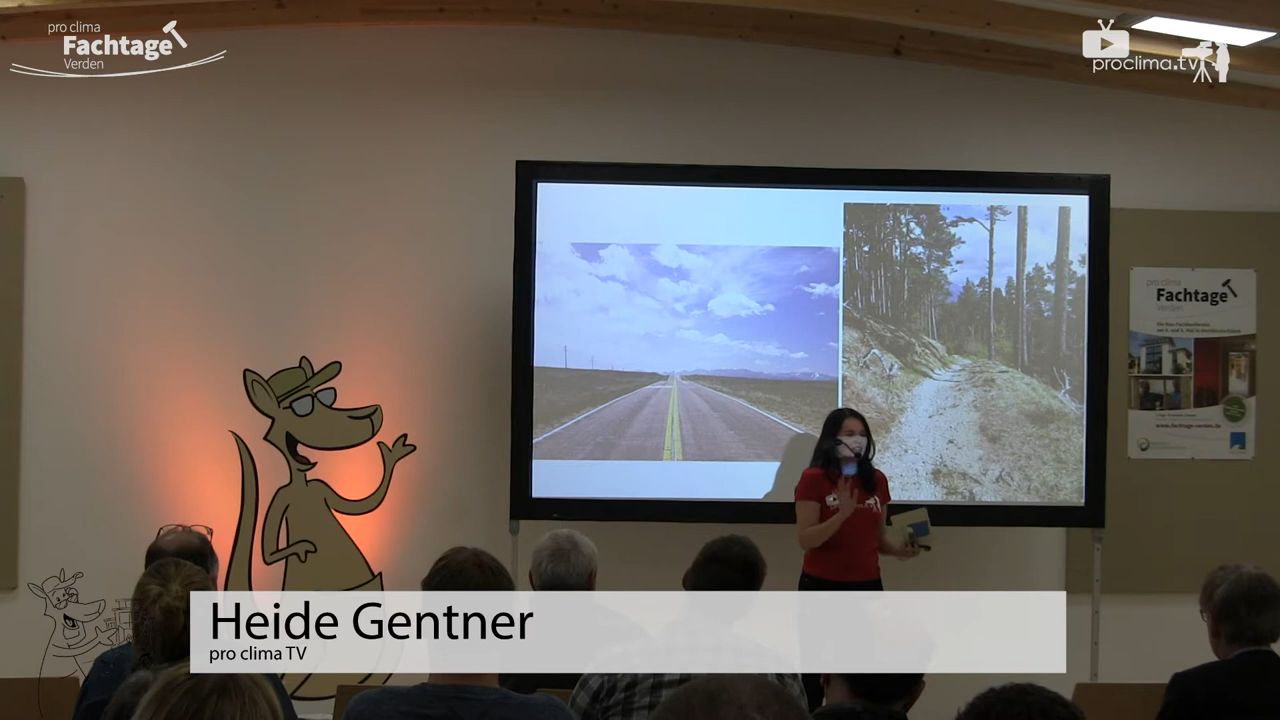 pro clima
Fachtage
Verden
proclima.tv
pro clima
Fachtage
Verden
www.fachtage-verden.de
Heide Gentner
pro clima TV